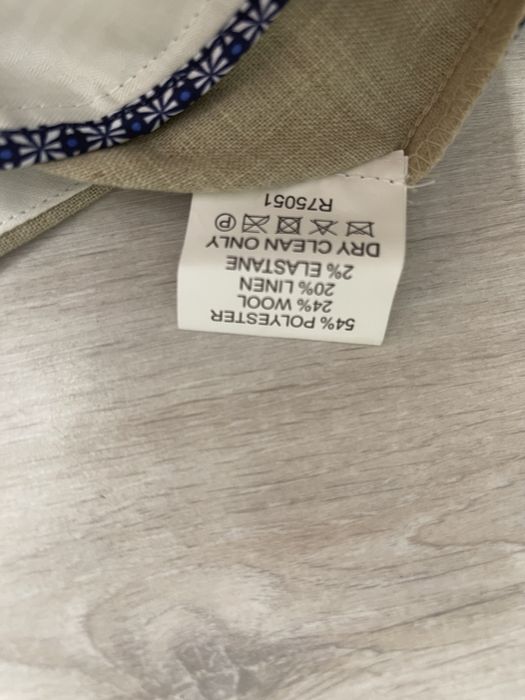 54% POLYESTER
24% WOOL
20% LINEN
2% ELASTANE
DRY CLEAN ONLY
P
R75051